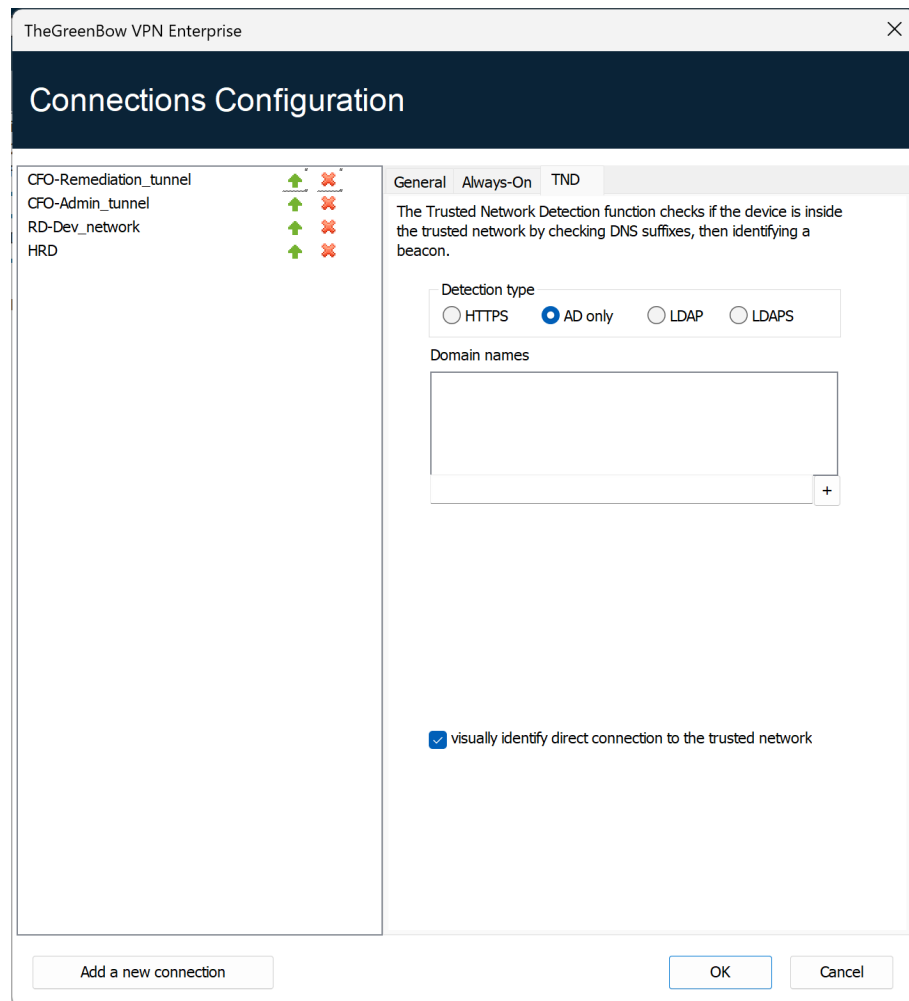 TheGreenBow VPN Enterprise
Connections Configuration
CFO-Remediation_tunnel
CFO-Admin_tunnel
RD-Dev_network
HRD
General Always-On TND
The Trusted Network Detection function checks if the device is inside
the trusted network by checking DNS suffixes, then identifying a
beacon.
Detection type
HTTPS AD only LDAP LDAPS
Domain names
+
visually identify direct connection to the trusted network
Add a new connection OK Cancel